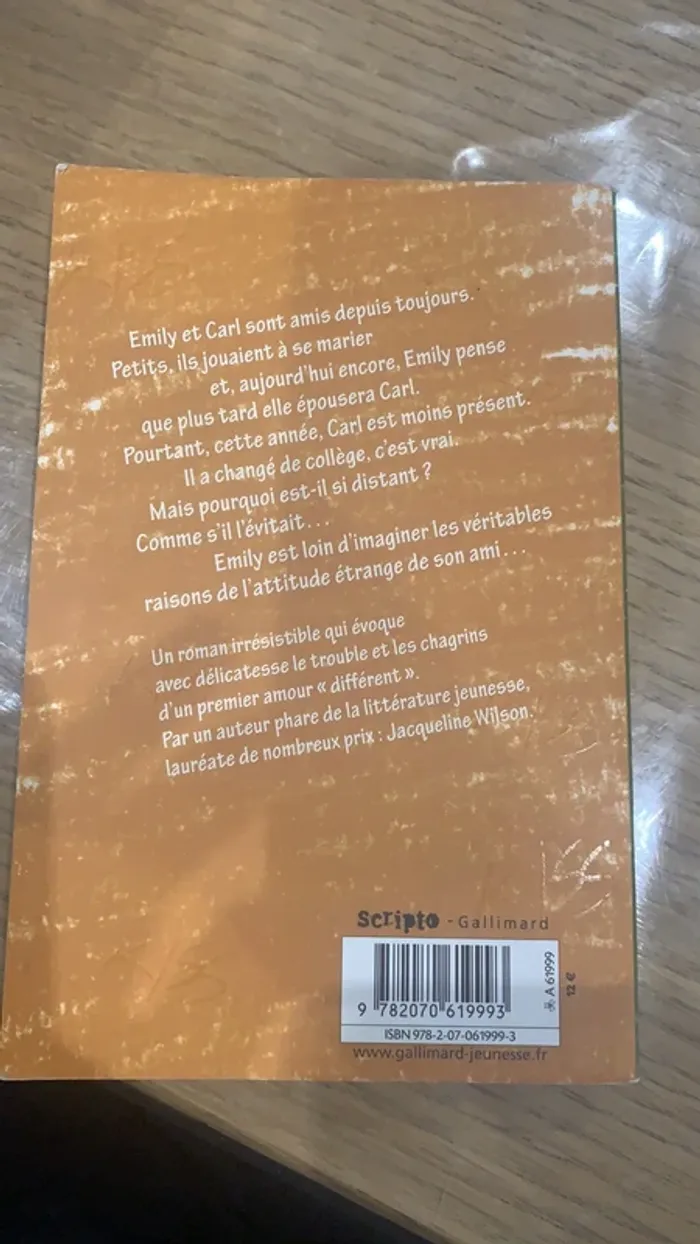 Emily et Carl sont amis depuis toujours.
Petits, ils jouaient à se marier
et, aujourd'hui encore, Emily pense
que plus tard elle épousera Carl.
Pourtant, cette année, Carl est moins présent.
Il a changé de collège, c'est vrai.
Mais pourquoi est-il si distant ?
Comme s'il l'évitait...
Emily est loin d'imaginer les véritables
raisons de l'attitude étrange de son ami...
Un roman irrésistible qui évoque
avec délicatesse le trouble et les chagrins
d'un premier amour « différent ».
Par un auteur phare de la littérature jeunesse,
lauréate de nombreux prix : Jacqueline Wilson.
scripto - Gallimard
9 782070 619993
ISBN 978-2-07-061999-3
www.gallimard-jeunesse.fr
A 61999
12 €